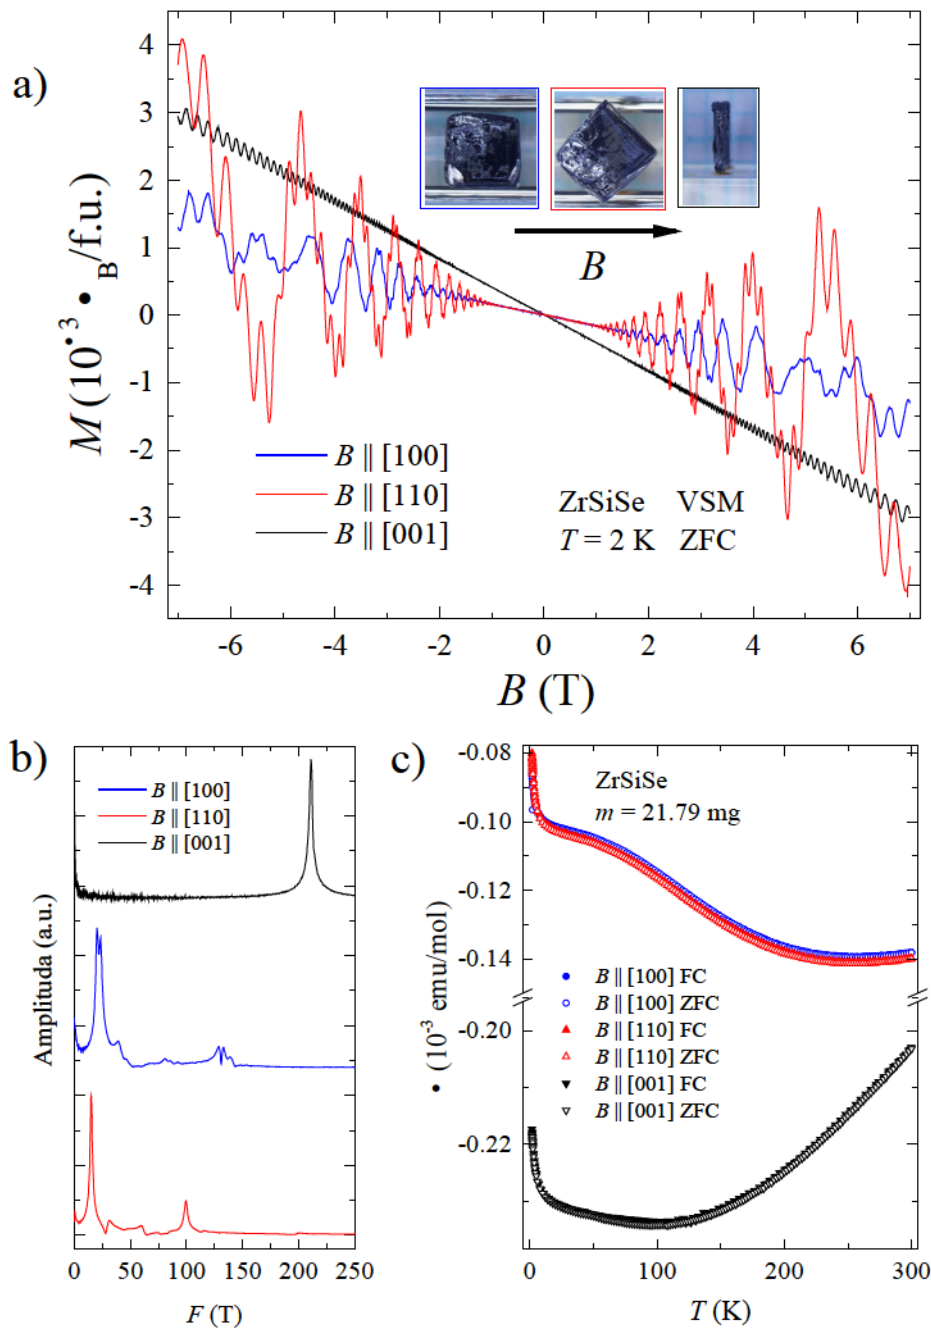 a)
M (10•3 • B/f.u.)
4
3
2
1
0
-1
-2
-3
-4
B
B || [100]
B || [110]
B || [001]
ZrSiSe VSM
T = 2 K ZFC
-6 -4 -2 0 2 4 6
B (T)
b)
B || [100]
B || [110]
B || [001]
Amplituda (a.u.)
0 50 100 150 200 250
F (T)
c)
-0.08
-0.10
-0.12
-0.14
-0.20
-0.22
ZrSiSe
m = 21.79 mg
• (10-3 emu/mol)
B || [100] FC
B || [100] ZFC
B || [110] FC
B || [110] ZFC
B || [001] FC
B || [001] ZFC
0 100 200 300
T (K)